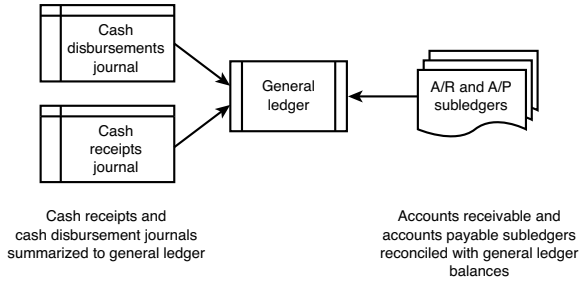 Cash
disbursements
journal
Cash
receipts
journal
General
ledger
A/R and A/P
subledgers
Cash receipts and
cash disbursement journals
summarized to general ledger
Accounts receivable and
accounts payable subledgers
reconciled with general ledger
balances